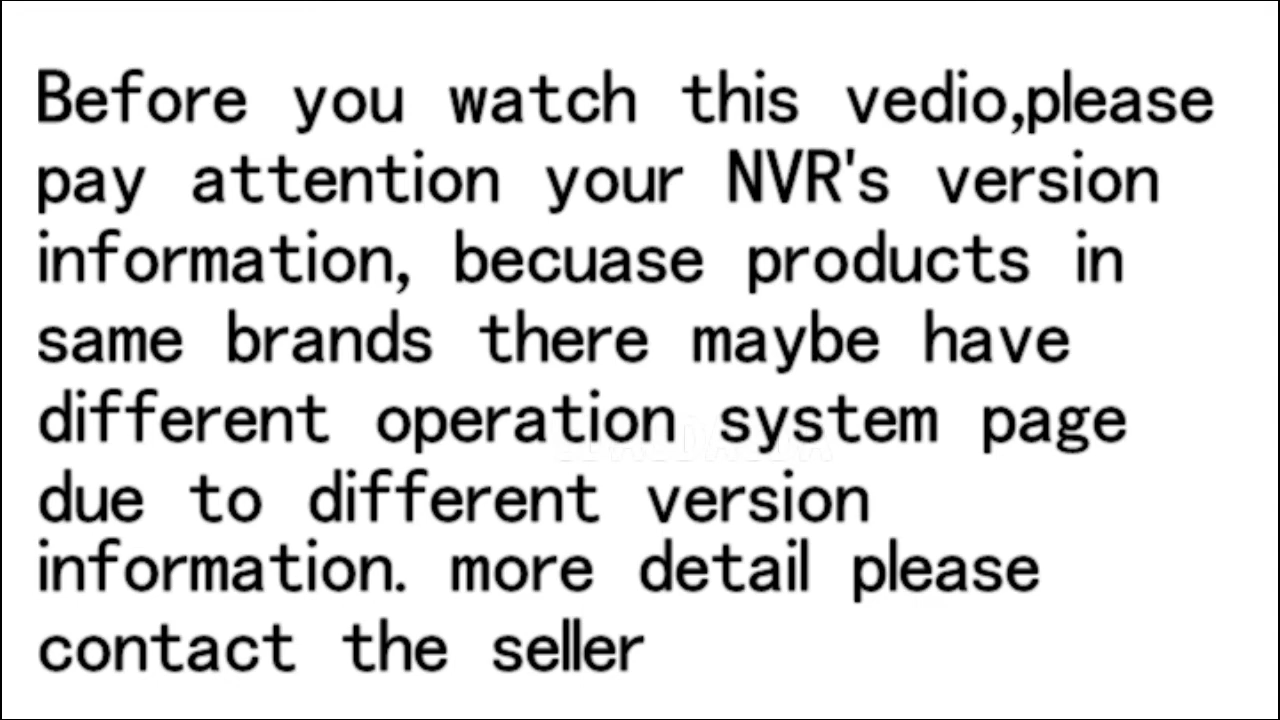 Before you watch this vedio,please
pay attention your NVR's version
information, becuase products in
same brands there maybe have
different operation system page
due to different version
information. more detail please
contact the seller